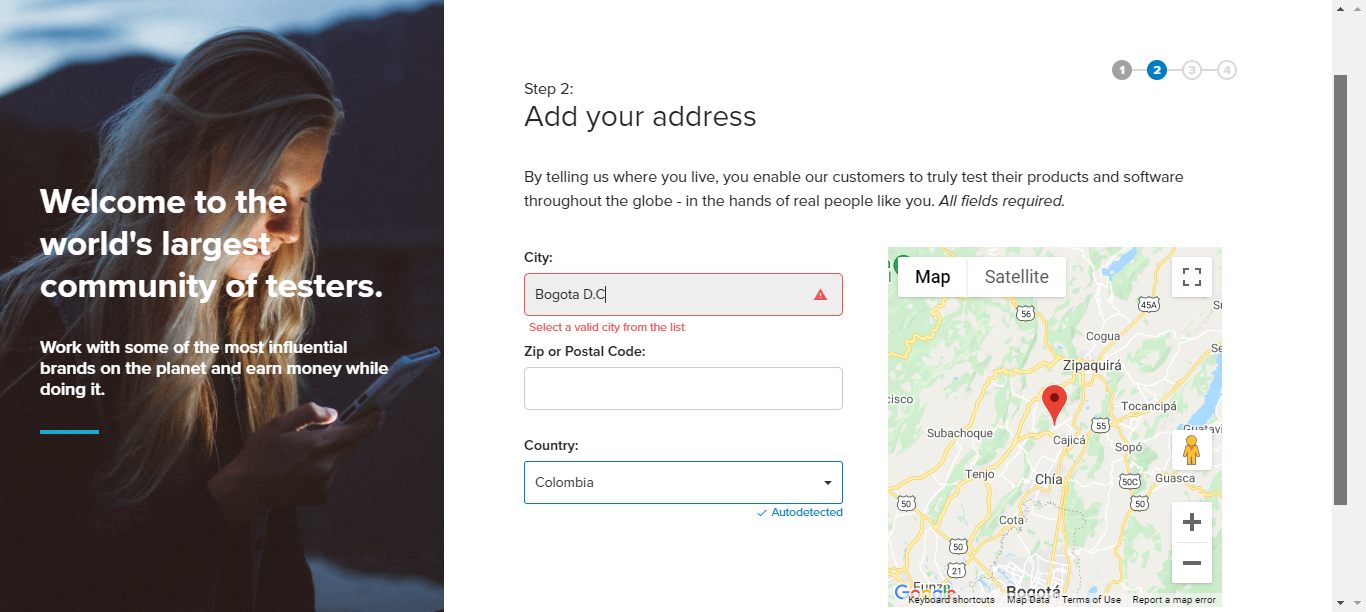 Welcome to the
world's largest
community of testers.
Work with some of the most influential
brands on the planet and earn money while
doing it.
1
2
3
4
Step 2:
Add your address
By telling us where you live, you enable our customers to truly test their products and software
throughout the globe - in the hands of real people like you. All fields required.
City:
Bogota D.C
Select a valid city from the list
Zip or Postal Code:
Country:
Colombia
Autodetected
Map
Satellite
45A
56
Cogua
Zipaquirá
Tocancipá
Subachoque
55
Cajicá
Sopó
Tenjo
Chía
50C
Guasca
50
50
Cota
50
21
Bogotá
Google
Keyboard shortcuts
Map Data
Terms of Use
Report a map error